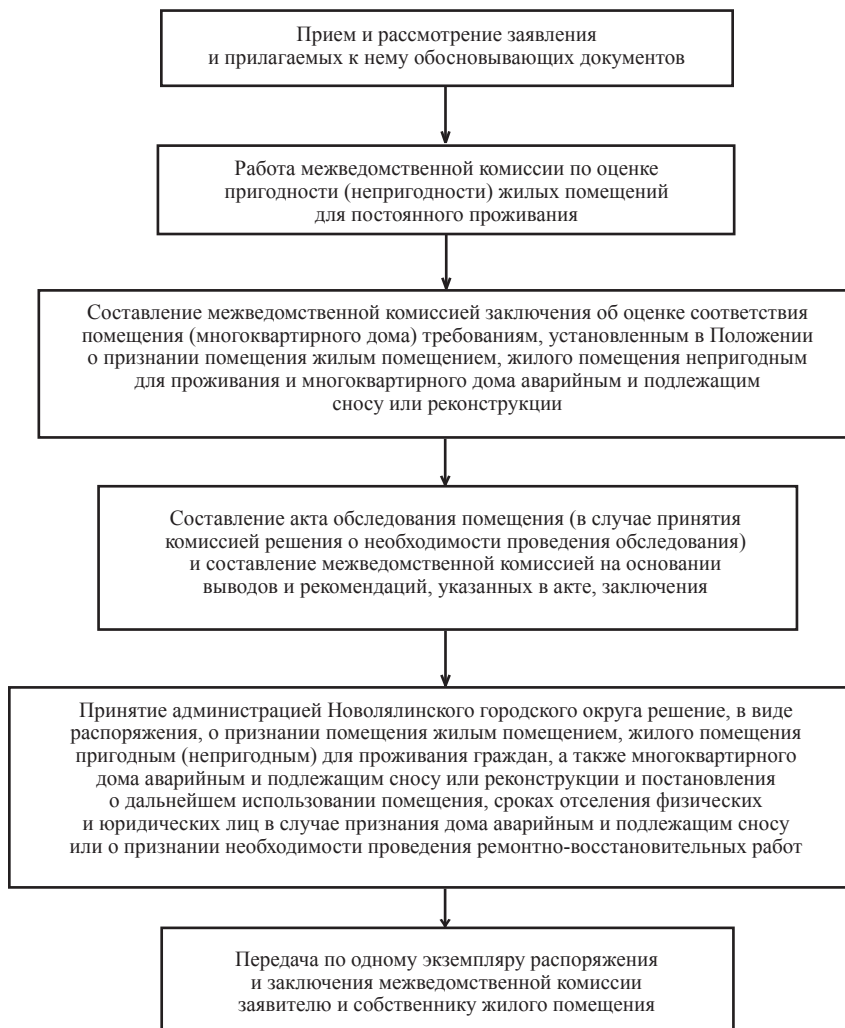 Прием и рассмотрение заявления
и прилагаемых к нему обосновывающих документов
Работа межведомственной комиссии по оценке
пригодности (непригодности) жилых помещений
для постоянного проживания
Составление межведомственной комиссией заключения об оценке соответствия
помещения (многоквартирного дома) требованиям, установленным в Положении
о признании помещения жилым помещением, жилого помещения непригодным
для проживания и многоквартирного дома аварийным и подлежащим
сносу или реконструкции
Составление акта обследования помещения (в случае принятия
комиссией решения о необходимости проведения обследования)
и составление межведомственной комиссией на основании
выводов и рекомендаций, указанных в акте, заключения
Принятие администрацией Новолялинского городского округа решение, в виде
распоряжения, о признании помещения жилым помещением, жилого помещения
пригодным (непригодным) для проживания граждан, а также многоквартирного
дома аварийным и подлежащим сносу или реконструкции и постановления
о дальнейшем использовании помещения, сроках отселения физических
и юридических лиц в случае признания дома аварийным и подлежащим сносу
или о признании необходимости проведения ремонтно-восстановительных работ
Передача по одному экземпляру распоряжения
и заключения межведомственной комиссии
заявителю и собственнику жилого помещения